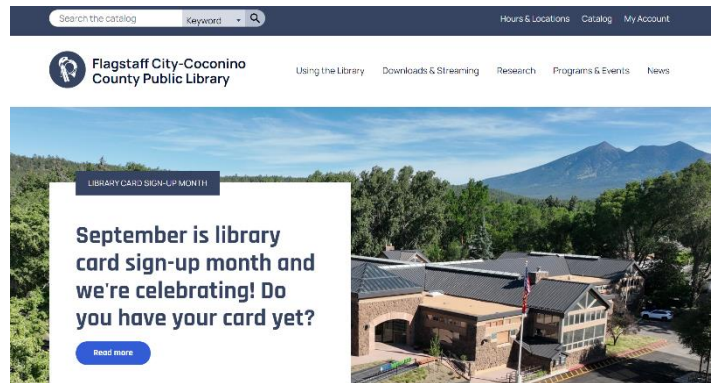 Search the catalog Keyword
Hours & Locations Catalog My Account
Flagstaff City-Coconino
County Public Library
Using the Library Downloads & Streaming Research Programs & Events News
LIBRARY CARD SIGN-UP MONTH
September is library
card sign-up month and
we're celebrating! Do
you have your card yet?
Read more